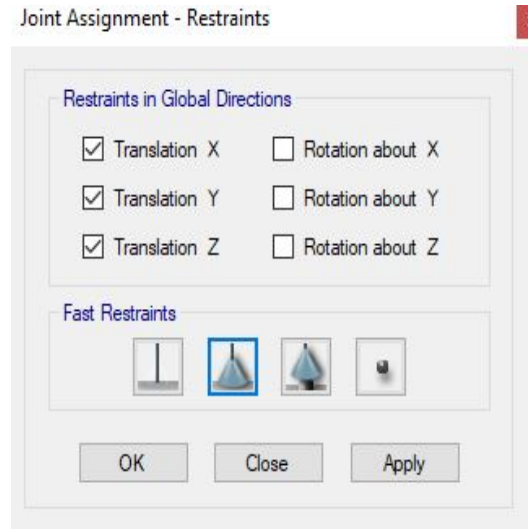 Joint Assignment - Restraints
Restraints in Global Directions
Translation X Rotation about X
Translation Y Rotation about Y
Translation Z Rotation about Z
Fast Restraints
OK Close Apply